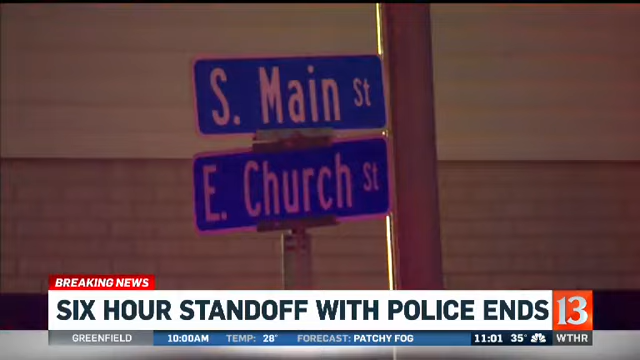 S. Main St
E. Church St
BREAKING NEWS
SIX HOUR STANDOFF WITH POLICE ENDS 13
GREENFIELD 10:00AM TEMP: 28° FORECAST: PATCHY FOG 11:01 35° WTHR